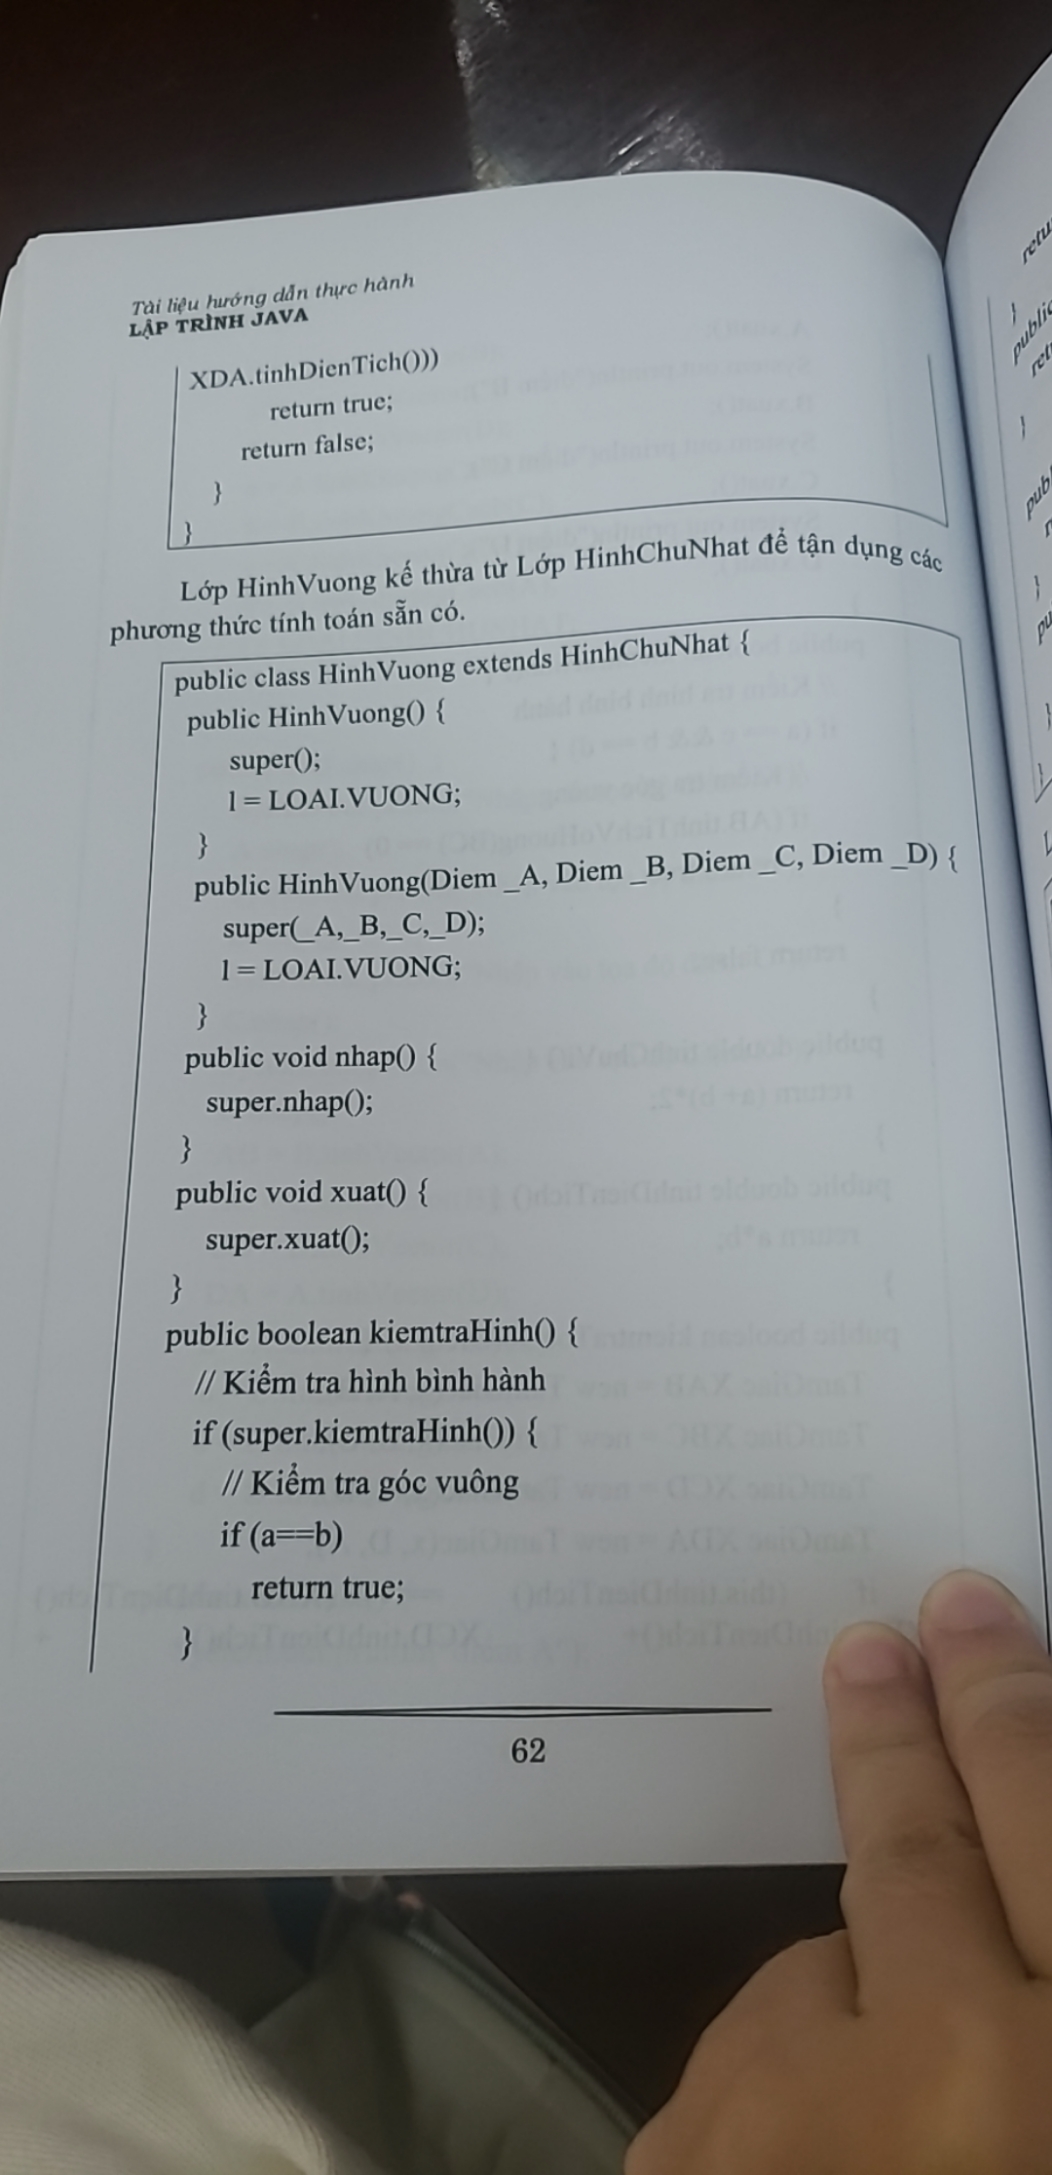 Tài liệu hướng dẫn thực hành
LẬP TRÌNH JAVA
XDA.tinhDienTich()))
return true;
return false;
}
}
Lớp HinhVuong kế thừa từ Lớp HinhChuNhat để tận dụng các
phương thức tính toán sẵn có.
public class HinhVuong extends HinhChuNhat {
public HinhVuong() {
super();
l = LOAI.VUONG;
}
public HinhVuong(Diem _A, Diem _B, Diem _C, Diem _D) {
super(_A,_B,_C,_D);
l = LOAI.VUONG;
}
public void nhap() {
super.nhap();
}
public void xuat() {
super.xuat();
}
public boolean kiemtraHinh() {
// Kiểm tra hình bình hành
if (super.kiemtraHinh()) {
// Kiểm tra góc vuông
if (a==b)
return true;
}
62
}
public
}
}
}
}